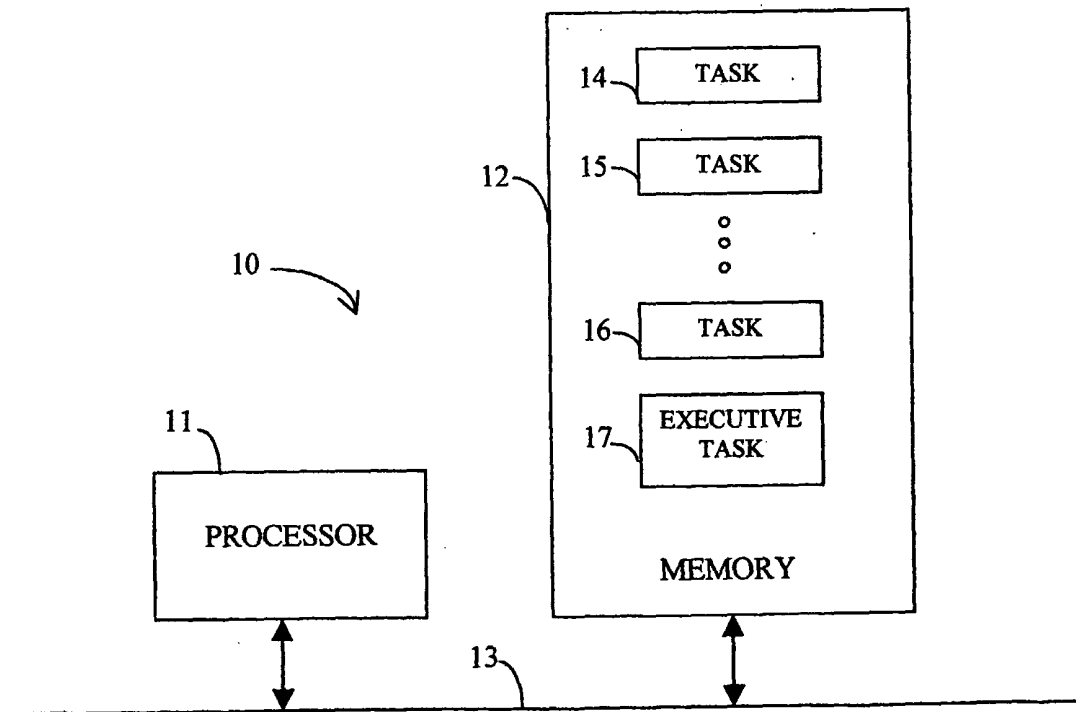 14 TASK
15 TASK
12
10
16 TASK
11
17 EXECUTIVE
TASK
PROCESSOR
MEMORY
13